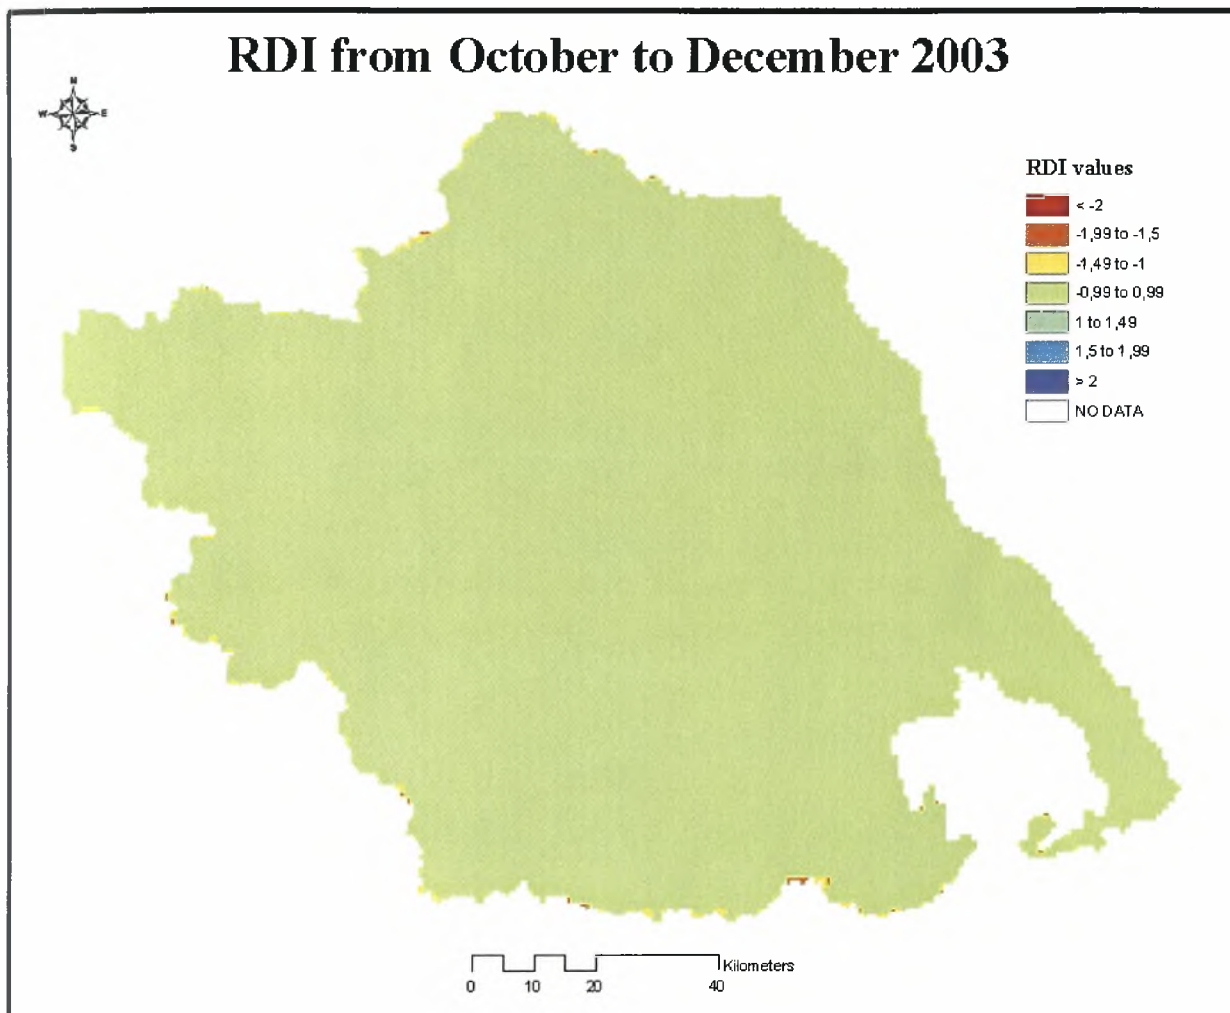 RDI from October to December 2003
N
W E
S
RDI values
< -2
-1,99 to -1,5
-1,49 to -1
-0,99 to 0,99
1 to 1,49
1,5 to 1,99
> 2
NO DATA
Kilometers
0 10 20 40